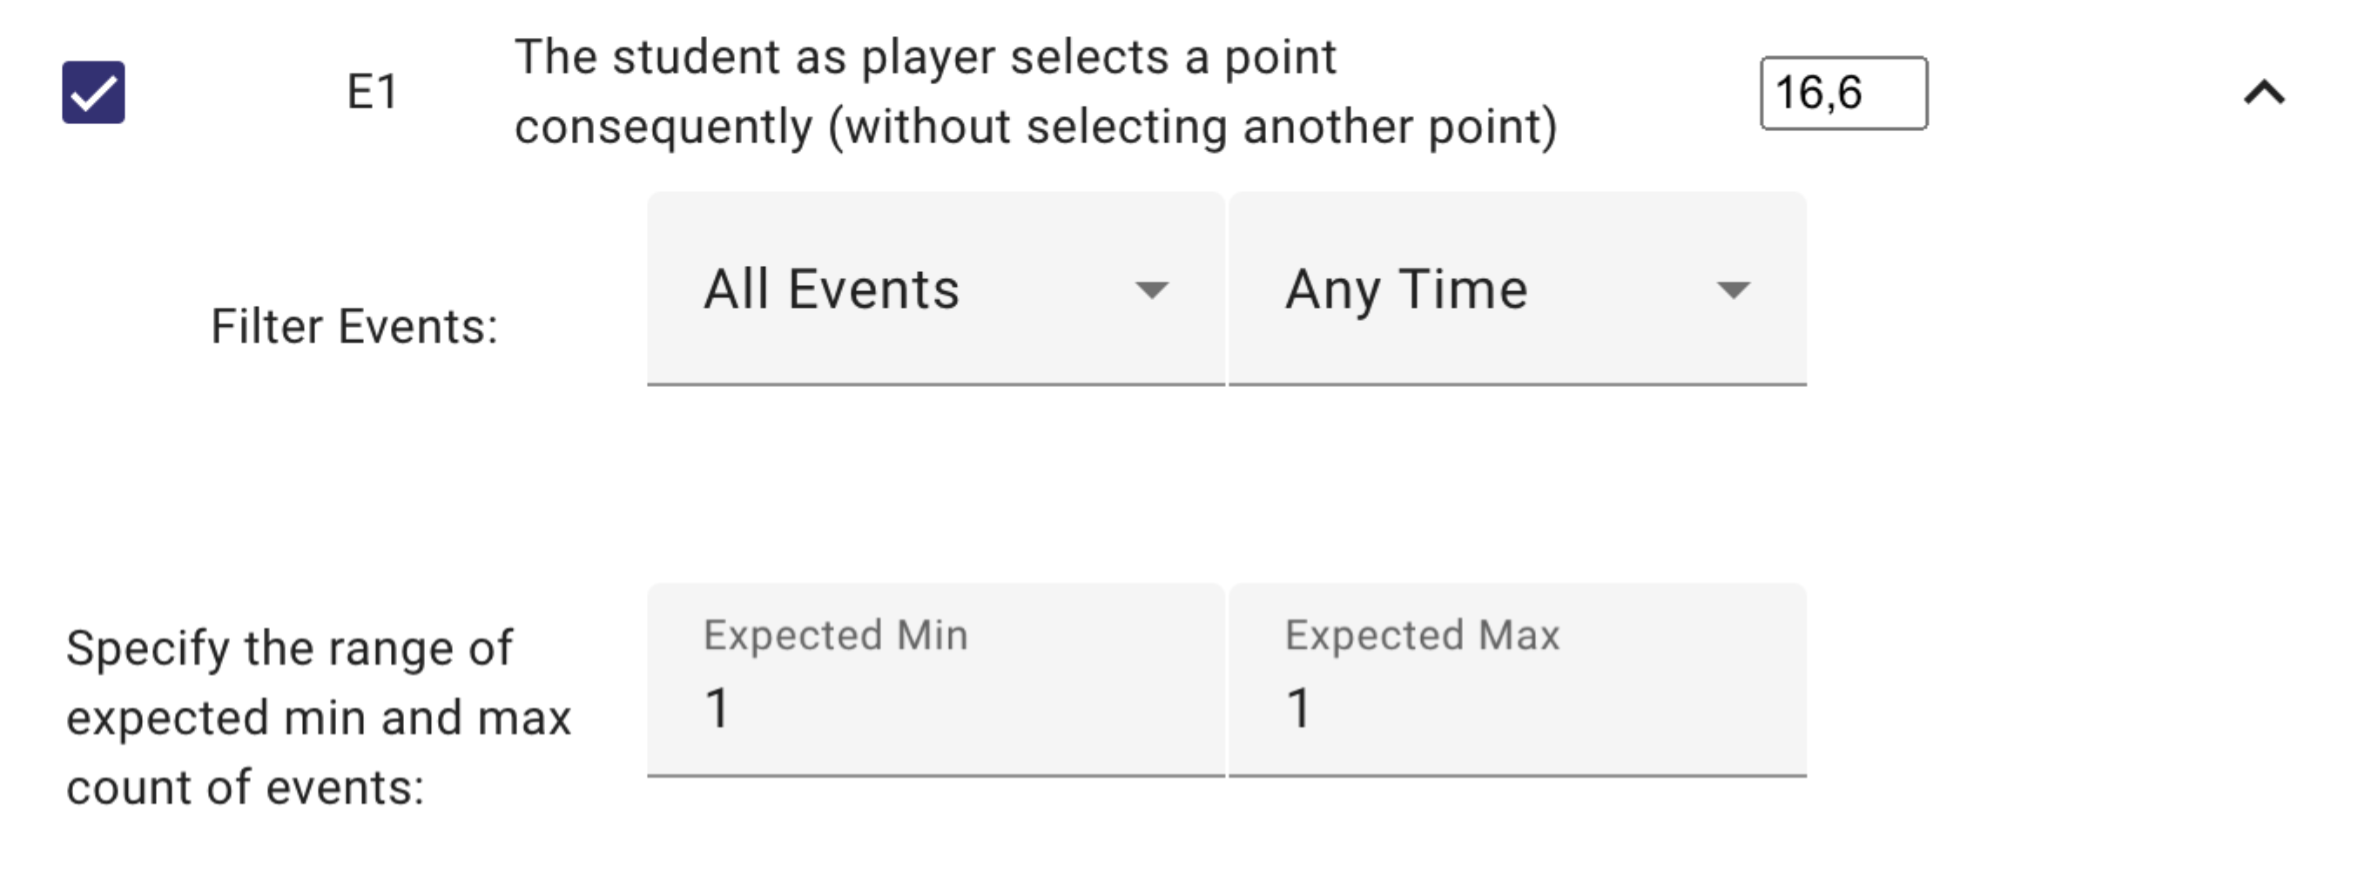 E1
The student as player selects a point
consequently (without selecting another point)
16,6
Filter Events:
All Events
Any Time
Specify the range of
expected min and max
count of events:
Expected Min
1
Expected Max
1